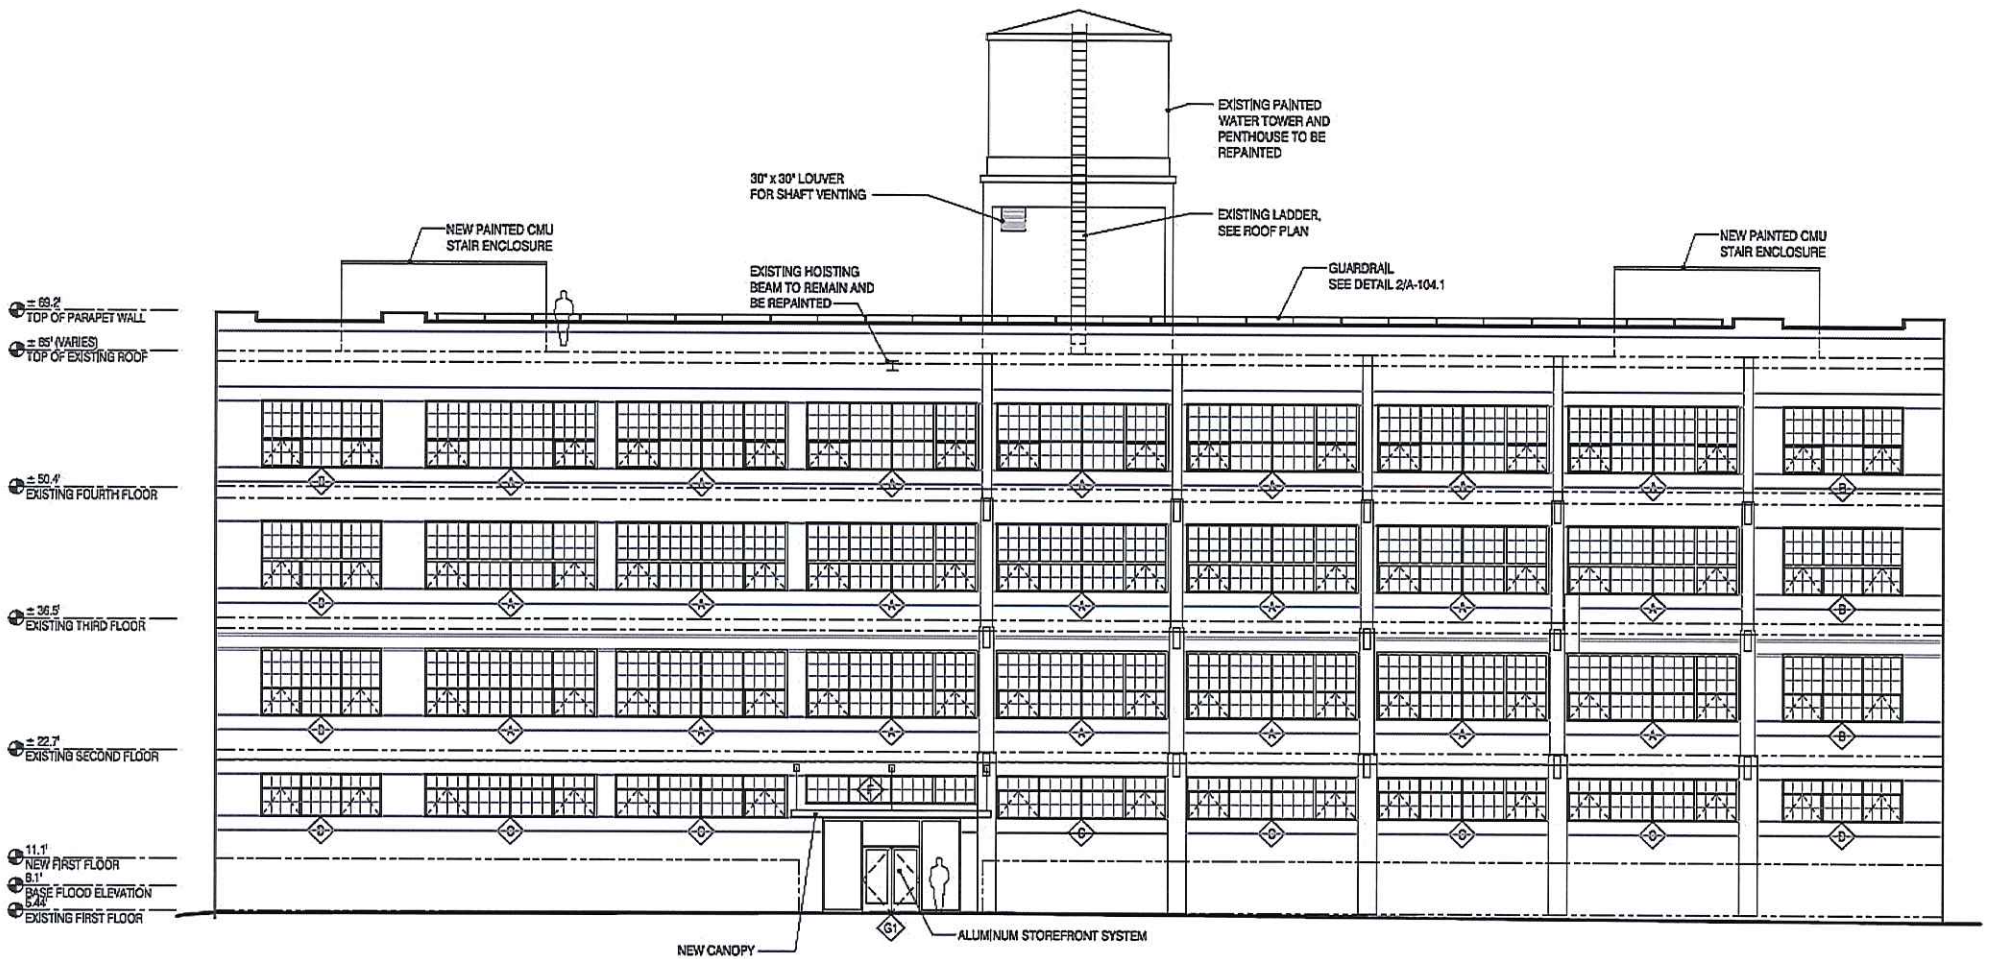 EXISTING PAINTED
WATER TOWER AND
PENTHOUSE TO BE
REPAINTED
30" x 30" LOUVER
FOR SHAFT VENTING
EXISTING LADDER,
SEE ROOF PLAN
NEW PAINTED CMU
STAIR ENCLOSURE
NEW PAINTED CMU
STAIR ENCLOSURE
EXISTING HOISTING
BEAM TO REMAIN AND
BE REPAINTED
GUARDRAIL
SEE DETAIL 2/A-104.1
± 69.2'
TOP OF PARAPET WALL
± 65' (VARIES)
TOP OF EXISTING ROOF
B A A A A A A A B
± 50.4'
EXISTING FOURTH FLOOR
B A A A A A A A B
± 36.5'
EXISTING THIRD FLOOR
B A A A A A A A B
± 22.7'
EXISTING SECOND FLOOR
F
D C C C C C C D
11.1'
NEW FIRST FLOOR
8.1'
BASE FLOOD ELEVATION
5.44'
EXISTING FIRST FLOOR
G1
ALUMINUM STOREFRONT SYSTEM
NEW CANOPY